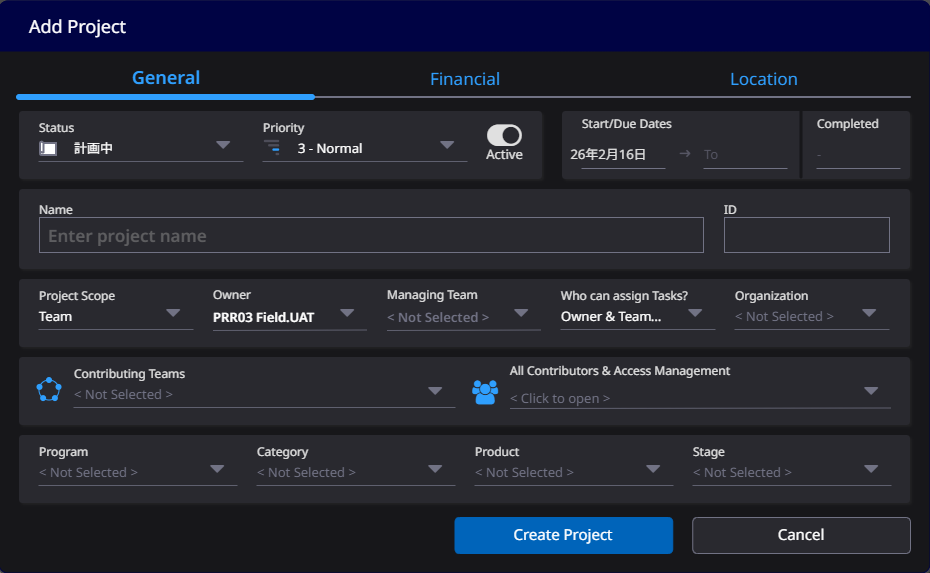 Add Project
General
Financial
Location
Status
計画中
Priority
3 - Normal
Active
Start/Due Dates
26年2月16日 → To
Completed
-
Name
Enter project name
ID
Project Scope
Team
Owner
PRR03 Field.UAT
Managing Team
< Not Selected >
Who can assign Tasks?
Owner & Team...
Organization
< Not Selected >
Contributing Teams
< Not Selected >
All Contributors & Access Management
< Click to open >
Program
< Not Selected >
Category
< Not Selected >
Product
< Not Selected >
Stage
< Not Selected >
Create Project
Cancel